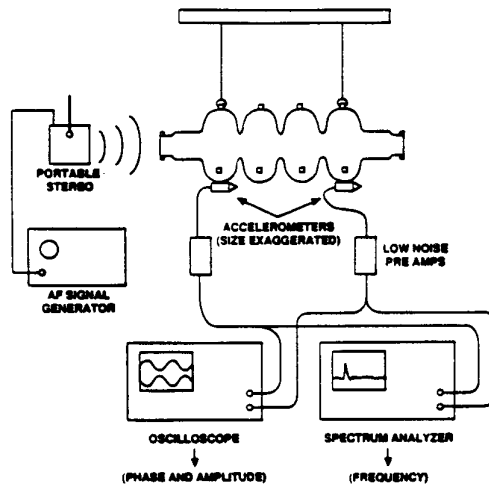 PORTABLE
STEREO
ACCELEROMETERS
(SIZE EXAGGERATED)
LOW NOISE
PRE AMPS
AF SIGNAL
GENERATOR
OSCILLOSCOPE
SPECTRUM ANALYZER
(PHASE AND AMPLITUDE)
(FREQUENCY)